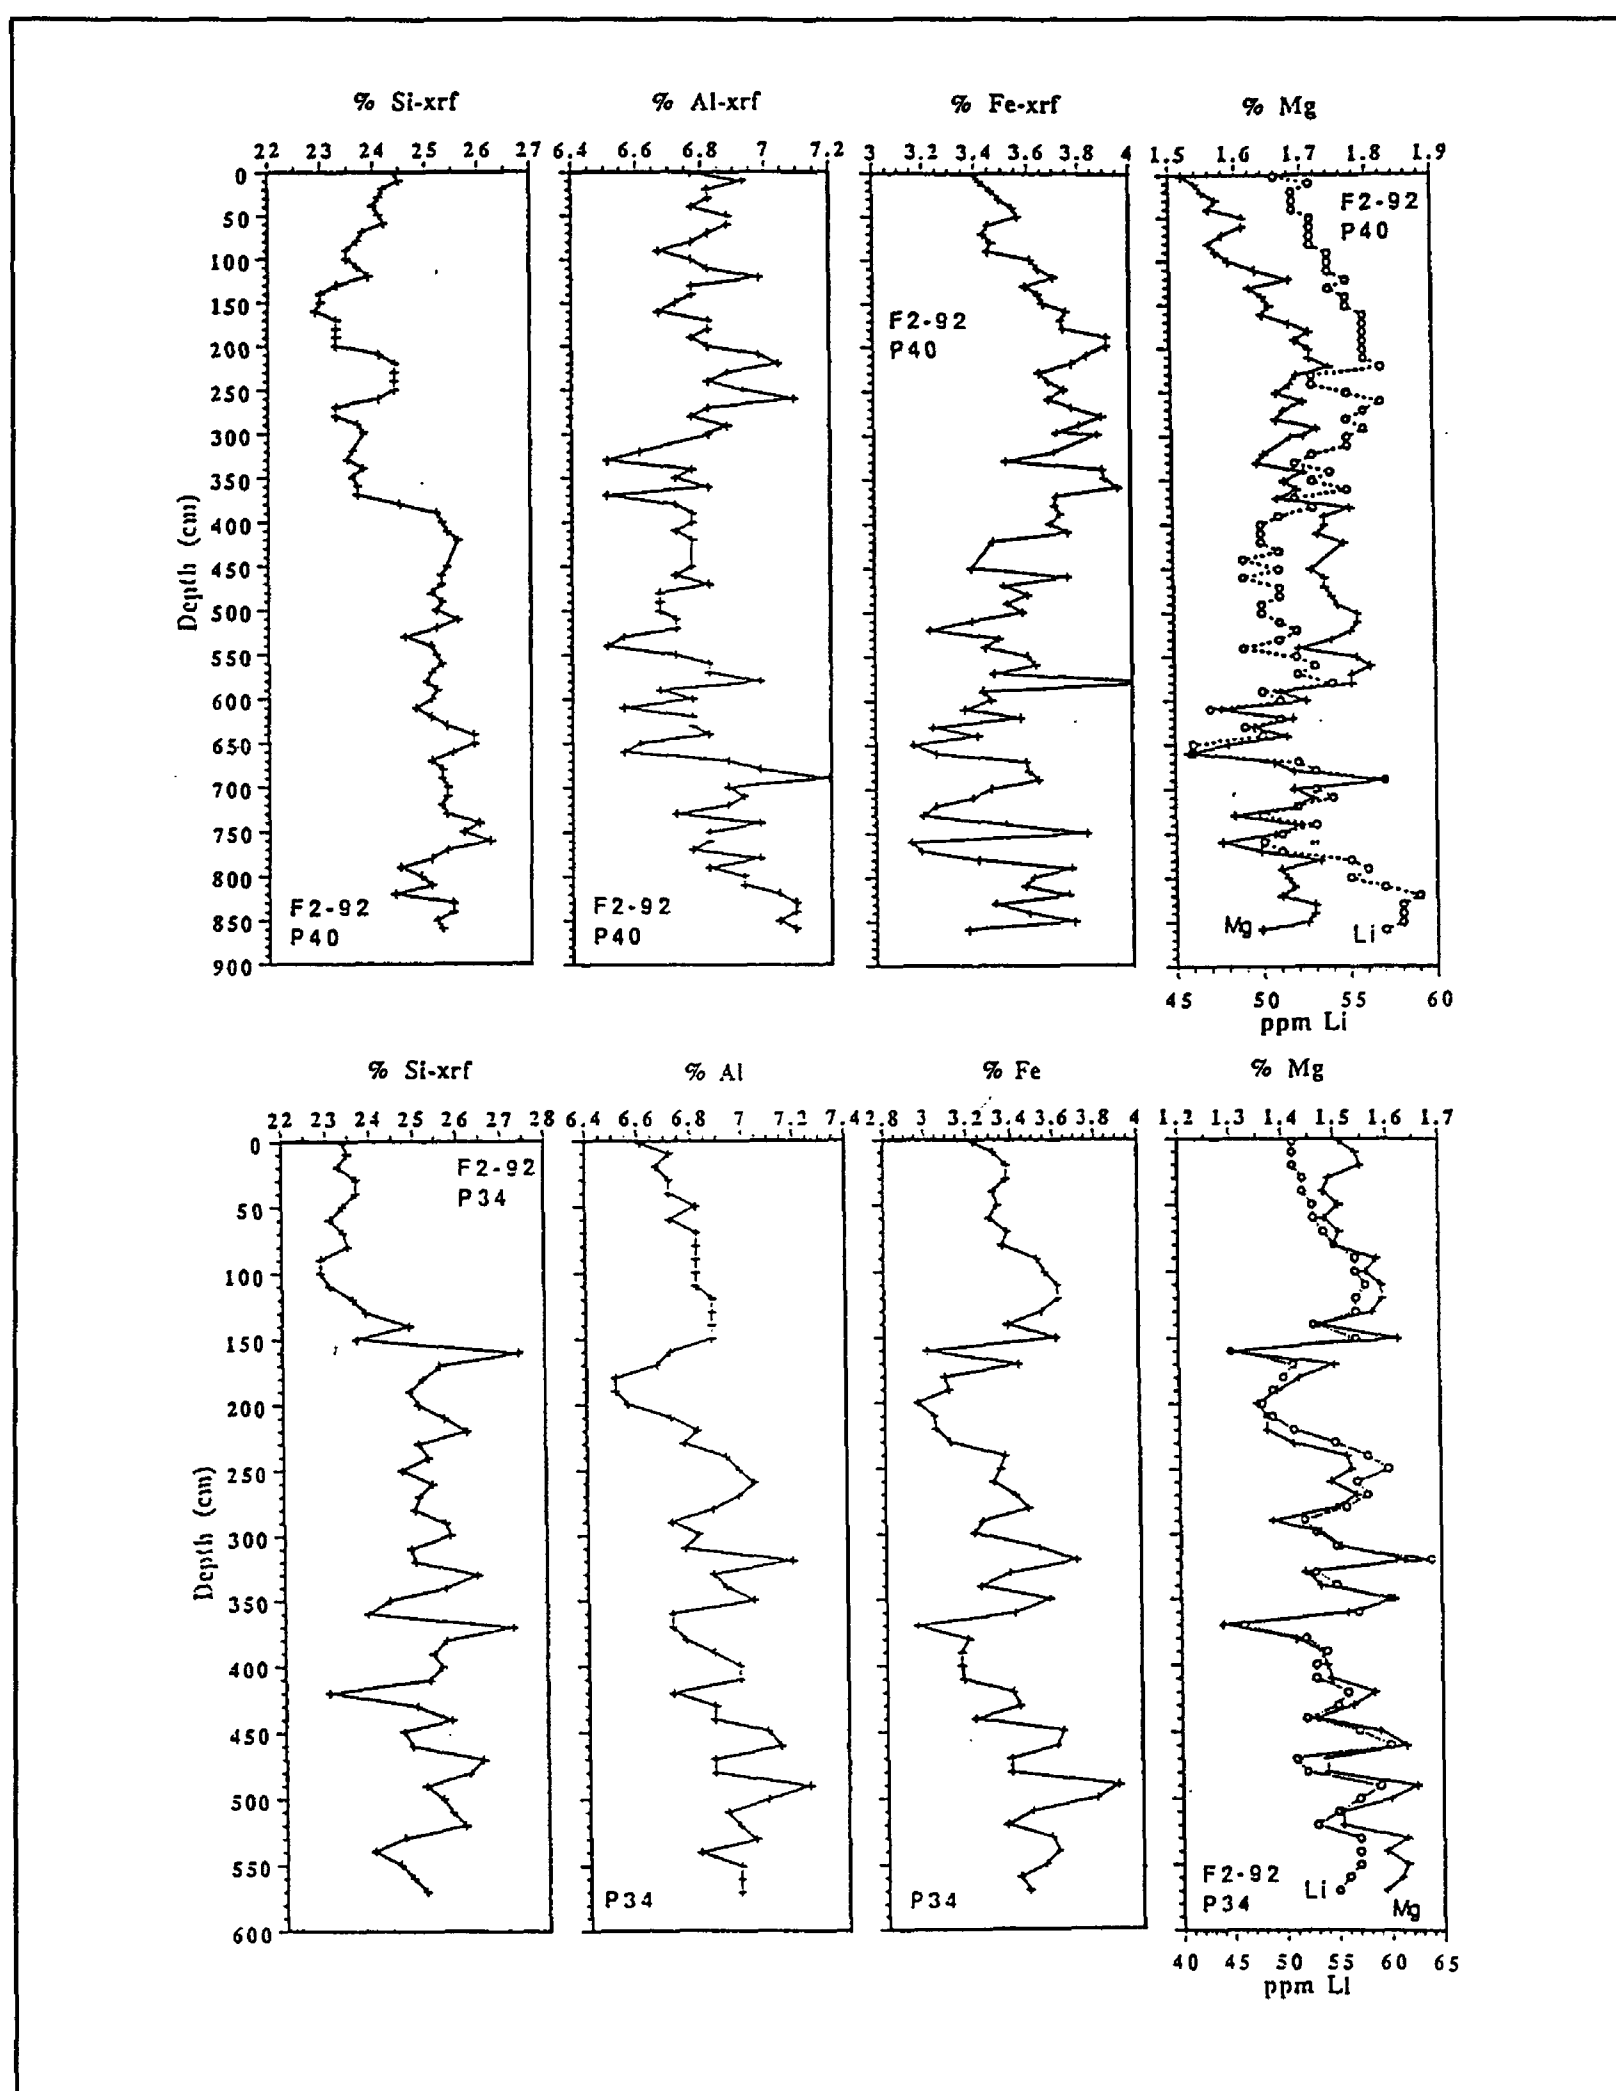 % Si-xrf % Al-xrf % Fe-xrf % Mg
22 23 24 25 26 27 6.4 6.6 6.8 7 7.2 3 3.2 3.4 3.6 3.8 4 1.5 1.6 1.7 1.8 1.9
0
50
100
150
200
250
300
350
400
450
500
550
600
650
700
750
800
850
900
Depth (cm)
F2-92
P40
F2-92
P40
F2-92
P40
F2-92
P40
Mg Li
45 50 55 60
ppm Li
% Si-xrf % Al % Fe % Mg
22 23 24 25 26 27 28 6.4 6.6 6.8 7 7.2 7.4 2.8 3 3.2 3.4 3.6 3.8 4 1.2 1.3 1.4 1.5 1.6 1.7
0
50
100
150
200
250
300
350
400
450
500
550
600
Depth (cm)
F2-92
P34
P34
P34
F2-92
P34
Li
Mg
40 45 50 55 60 65
ppm Li